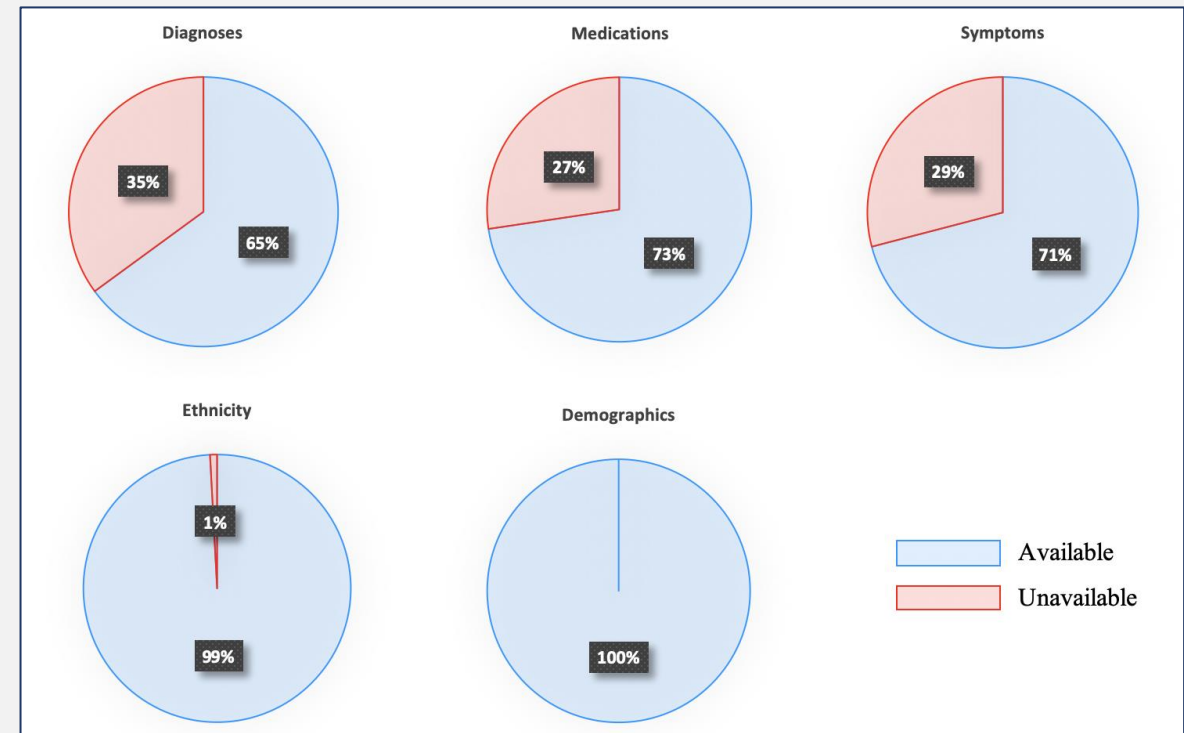 Diagnoses
Medications
Symptoms
35%
65%
27%
73%
29%
71%
Ethnicity
Demographics
1%
99%
100%
Available
Unavailable